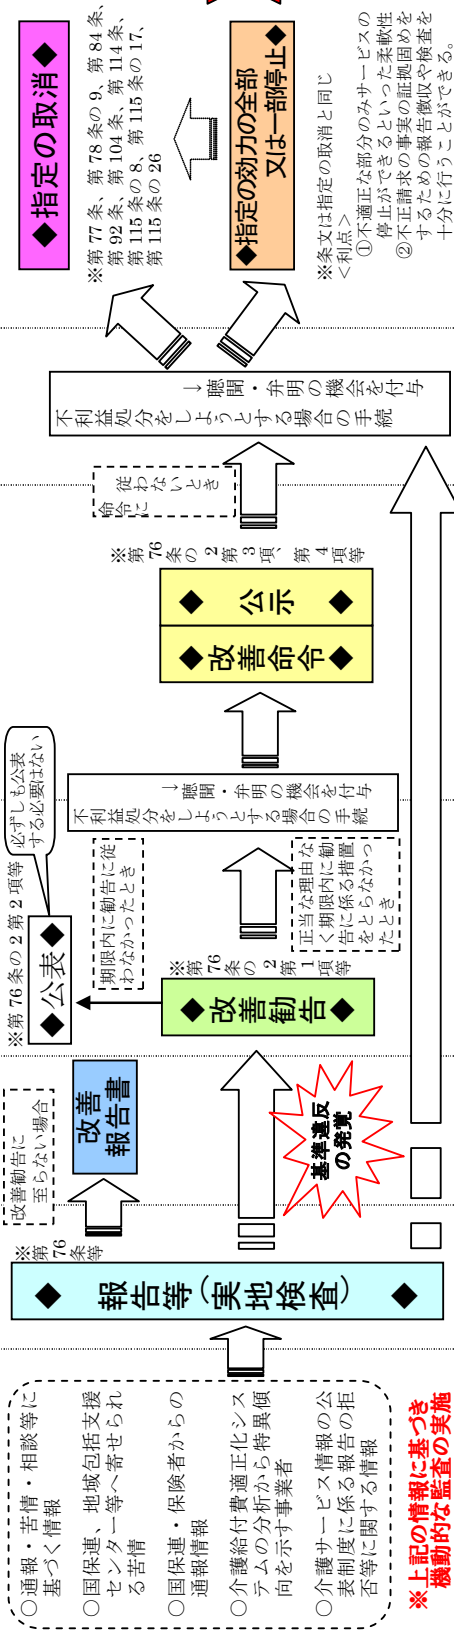 ○通報・苦情・相談等に
基づく情報
○国保連、地域包括支援
センター等へ寄せられ
る苦情
○国保連・保険者からの
通報情報
○介護給付費適正化シス
テムの分析から特異傾
向を示す事業者
○介護サービス情報の公
表制度に係る報告の拒
否等に関する情報
※上記の情報に基づき
機動的な監査の実施
※第76条等
◆報告等(実地検査)◆
改善勧告に
至らない場合
改善
報告書
基準違反
の発覚
※第76条の2第2項等
◆公表◆
必ずしも公表
する必要はない
期限内に勧告に従
わなかったとき
※第76条の2第1項等
◆改善勧告◆
正当な理由な
く期限内に勧
告に係る措置
をとらなかっ
たとき
不利益処分をしようとする場合の手続
→聴聞・弁明の機会を付与
※第76条の2第3項、第4項等
◆改善命令◆
◆公示◆
命令に
従わないとき
不利益処分をしようとする場合の手続
→聴聞・弁明の機会を付与
◆指定の取消◆
※第77条、第78条の9、第84条、
第92条、第104条、第114条、
第115条の8、第115条の17、
第115条の26
◆指定の効力の全部
又は一部停止◆
※条文は指定の取消と同じ
<利点>
①不適正な部分のみサービスの
停止ができるといった柔軟性
②不正請求の事実の証拠固めを
するための報告徴収や検査を
十分に行うことができる。